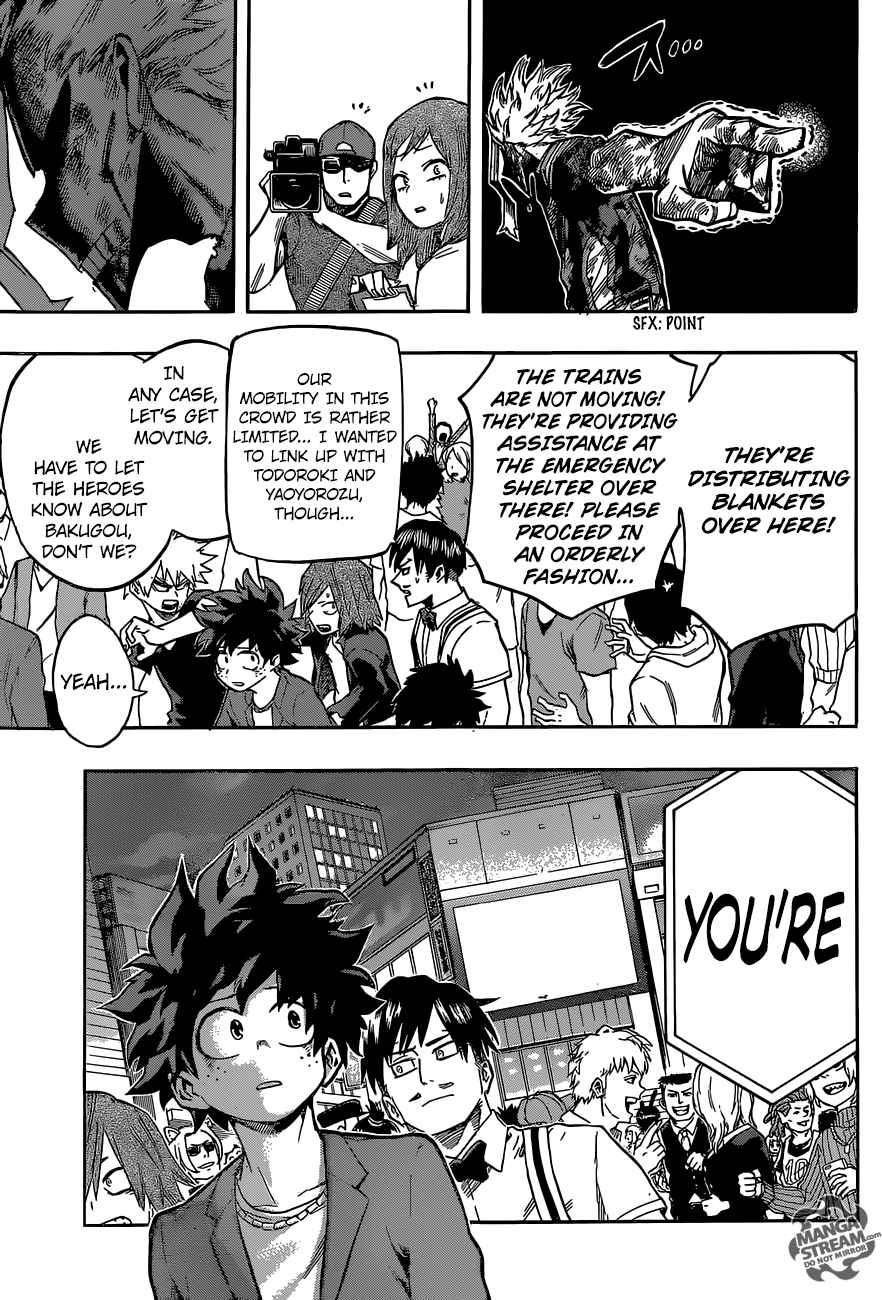 ス。。。
SFX: POINT
THEY'RE
DISTRIBUTING
BLANKETS
OVER HERE!
THE TRAINS
ARE NOT MOVING!
THEY'RE PROVIDING
ASSISTANCE AT
THE EMERGENCY
SHELTER OVER
THERE! PLEASE
PROCEED IN
AN ORDERLY
FASHION...
OUR
MOBILITY IN THIS
CROWD IS RATHER
LIMITED... I WANTED
TO LINK UP WITH
TODOROKI AND
YAOYOROZU,
THOUGH...
IN
ANY CASE,
LET'S GET
MOVING.
WE
HAVE TO LET
THE HEROES
KNOW ABOUT
BAKUGOU,
DON'T WE?
YEAH...
YOU'RE
10
MANGA
STREAM.com
DO NOT MIRROR!